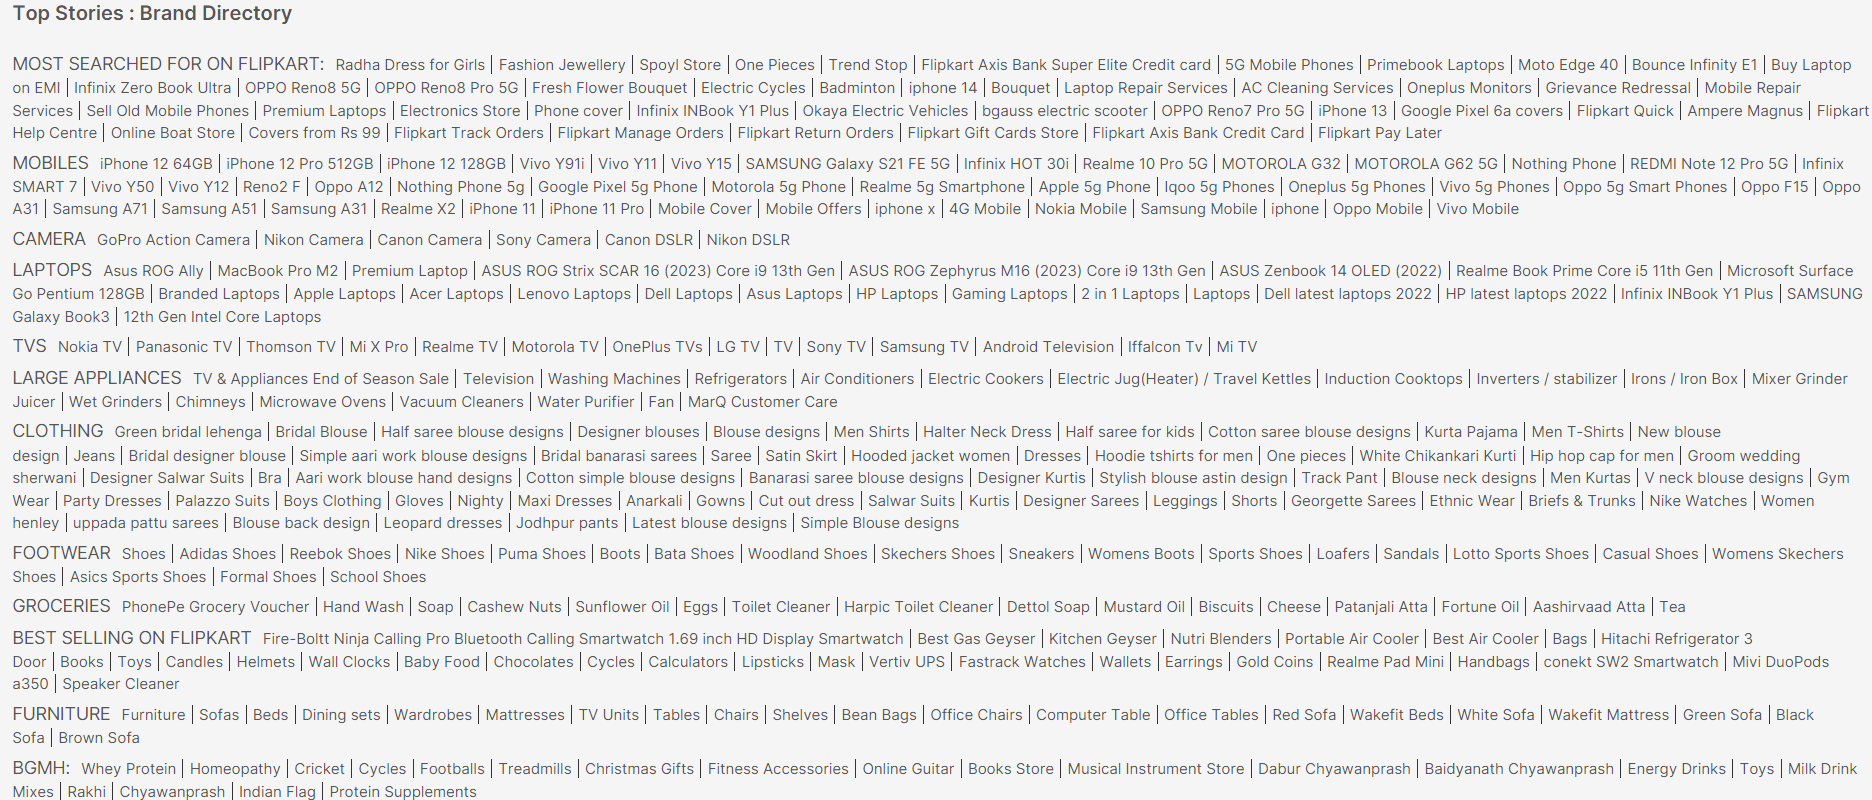 Top Stories : Brand Directory
MOST SEARCHED FOR ON FLIPKART: Radha Dress for Girls | Fashion Jewellery | Spoyl Store | One Pieces | Trend Stop | Flipkart Axis Bank Super Elite Credit card | 5G Mobile Phones | Primebook Laptops | Moto Edge 40 | Bounce Infinity E1 | Buy Laptop
on EMI | Infinix Zero Book Ultra | OPPO Reno8 5G | OPPO Reno8 Pro 5G | Fresh Flower Bouquet | Electric Cycles | Badminton | iphone 14 | Bouquet | Laptop Repair Services | AC Cleaning Services | Oneplus Monitors | Grievance Redressal | Mobile Repair
Services | Sell Old Mobile Phones | Premium Laptops | Electronics Store | Phone cover | Infinix INBook Y1 Plus | Okaya Electric Vehicles | bgauss electric scooter | OPPO Reno7 Pro 5G | iPhone 13 | Google Pixel 6a covers | Flipkart Quick | Ampere Magnus | Flipkart
Help Centre | Online Boat Store | Covers from Rs 99 | Flipkart Track Orders | Flipkart Manage Orders | Flipkart Return Orders | Flipkart Gift Cards Store | Flipkart Axis Bank Credit Card | Flipkart Pay Later
MOBILES iPhone 12 64GB | iPhone 12 Pro 512GB | iPhone 12 128GB | Vivo Y91i | Vivo Y11 | Vivo Y15 | SAMSUNG Galaxy S21 FE 5G | Infinix HOT 30i | Realme 10 Pro 5G | MOTOROLA G32 | MOTOROLA G62 5G | Nothing Phone | REDMI Note 12 Pro 5G | Infinix
SMART 7 | Vivo Y50 | Vivo Y12 | Reno2 F | Oppo A12 | Nothing Phone 5g | Google Pixel 5g Phone | Motorola 5g Phone | Realme 5g Smartphone | Apple 5g Phone | Iqoo 5g Phones | Oneplus 5g Phones | Vivo 5g Phones | Oppo 5g Smart Phones | Oppo F15 | Oppo
A31 | Samsung A71 | Samsung A51 | Samsung A31 | Realme X2 | iPhone 11 | iPhone 11 Pro | Mobile Cover | Mobile Offers | iphone x | 4G Mobile | Nokia Mobile | Samsung Mobile | iphone | Oppo Mobile | Vivo Mobile
CAMERA GoPro Action Camera | Nikon Camera | Canon Camera | Sony Camera | Canon DSLR | Nikon DSLR
LAPTOPS Asus ROG Ally | MacBook Pro M2 | Premium Laptop | ASUS ROG Strix SCAR 16 (2023) Core i9 13th Gen | ASUS ROG Zephyrus M16 (2023) Core i9 13th Gen | ASUS Zenbook 14 OLED (2022) | Realme Book Prime Core i5 11th Gen | Microsoft Surface
Go Pentium 128GB | Branded Laptops | Apple Laptops | Acer Laptops | Lenovo Laptops | Dell Laptops | Asus Laptops | HP Laptops | Gaming Laptops | 2 in 1 Laptops | Laptops | Dell latest laptops 2022 | HP latest laptops 2022 | Infinix INBook Y1 Plus | SAMSUNG
Galaxy Book3 | 12th Gen Intel Core Laptops
TVS Nokia TV | Panasonic TV | Thomson TV | Mi X Pro | Realme TV | Motorola TV | OnePlus TVs | LG TV | TV | Sony TV | Samsung TV | Android Television | Iffalcon Tv | Mi TV
LARGE APPLIANCES TV & Appliances End of Season Sale | Television | Washing Machines | Refrigerators | Air Conditioners | Electric Cookers | Electric Jug(Heater) / Travel Kettles | Induction Cooktops | Inverters / stabilizer | Irons / Iron Box | Mixer Grinder
Juicer | Wet Grinders | Chimneys | Microwave Ovens | Vacuum Cleaners | Water Purifier | Fan | MarQ Customer Care
CLOTHING Green bridal lehenga | Bridal Blouse | Half saree blouse designs | Designer blouses | Blouse designs | Men Shirts | Halter Neck Dress | Half saree for kids | Cotton saree blouse designs | Kurta Pajama | Men T-Shirts | New blouse
design | Jeans | Bridal designer blouse | Simple aari work blouse designs | Bridal banarasi sarees | Saree | Satin Skirt | Hooded jacket women | Dresses | Hoodie tshirts for men | One pieces | White Chikankari Kurti | Hip hop cap for men | Groom wedding
sherwani | Designer Salwar Suits | Bra | Aari work blouse hand designs | Cotton simple blouse designs | Banarasi saree blouse designs | Designer Kurtis | Stylish blouse astin design | Track Pant | Blouse neck designs | Men Kurtas | V neck blouse designs | Gym
Wear | Party Dresses | Palazzo Suits | Boys Clothing | Gloves | Nighty | Maxi Dresses | Anarkali | Gowns | Cut out dress | Salwar Suits | Kurtis | Designer Sarees | Leggings | Shorts | Georgette Sarees | Ethnic Wear | Briefs & Trunks | Nike Watches | Women
henley | uppada pattu sarees | Blouse back design | Leopard dresses | Jodhpur pants | Latest blouse designs | Simple Blouse designs
FOOTWEAR Shoes | Adidas Shoes | Reebok Shoes | Nike Shoes | Puma Shoes | Boots | Bata Shoes | Woodland Shoes | Skechers Shoes | Sneakers | Womens Boots | Sports Shoes | Loafers | Sandals | Lotto Sports Shoes | Casual Shoes | Womens Skechers
Shoes | Asics Sports Shoes | Formal Shoes | School Shoes
GROCERIES PhonePe Grocery Voucher | Hand Wash | Soap | Cashew Nuts | Sunflower Oil | Eggs | Toilet Cleaner | Harpic Toilet Cleaner | Dettol Soap | Mustard Oil | Biscuits | Cheese | Patanjali Atta | Fortune Oil | Aashirvaad Atta | Tea
BEST SELLING ON FLIPKART Fire-Boltt Ninja Calling Pro Bluetooth Calling Smartwatch 1.69 inch HD Display Smartwatch | Best Gas Geyser | Kitchen Geyser | Nutri Blenders | Portable Air Cooler | Best Air Cooler | Bags | Hitachi Refrigerator 3
Door | Books | Toys | Candles | Helmets | Wall Clocks | Baby Food | Chocolates | Cycles | Calculators | Lipsticks | Mask | Vertiv UPS | Fastrack Watches | Wallets | Earrings | Gold Coins | Realme Pad Mini | Handbags | conekt SW2 Smartwatch | Mivi DuoPods
a350 | Speaker Cleaner
FURNITURE Furniture | Sofas | Beds | Dining sets | Wardrobes | Mattresses | TV Units | Tables | Chairs | Shelves | Bean Bags | Office Chairs | Computer Table | Office Tables | Red Sofa | Wakefit Beds | White Sofa | Wakefit Mattress | Green Sofa | Black
Sofa | Brown Sofa
BGMH: Whey Protein | Homeopathy | Cricket | Cycles | Footballs | Treadmills | Christmas Gifts | Fitness Accessories | Online Guitar | Books Store | Musical Instrument Store | Dabur Chyawanprash | Baidyanath Chyawanprash | Energy Drinks | Toys | Milk Drink
Mixes | Rakhi | Chyawanprash | Indian Flag | Protein Supplements